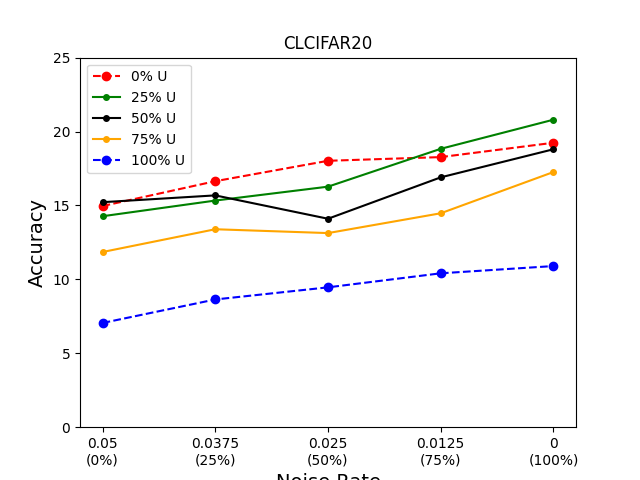 CLCIFAR20
25
20
15
10
5
0
Accuracy
0% U
25% U
50% U
75% U
100% U
0.05 0.0375 0.025 0.0125 0
(0%) (25%) (50%) (75%) (100%)
Noise Rate